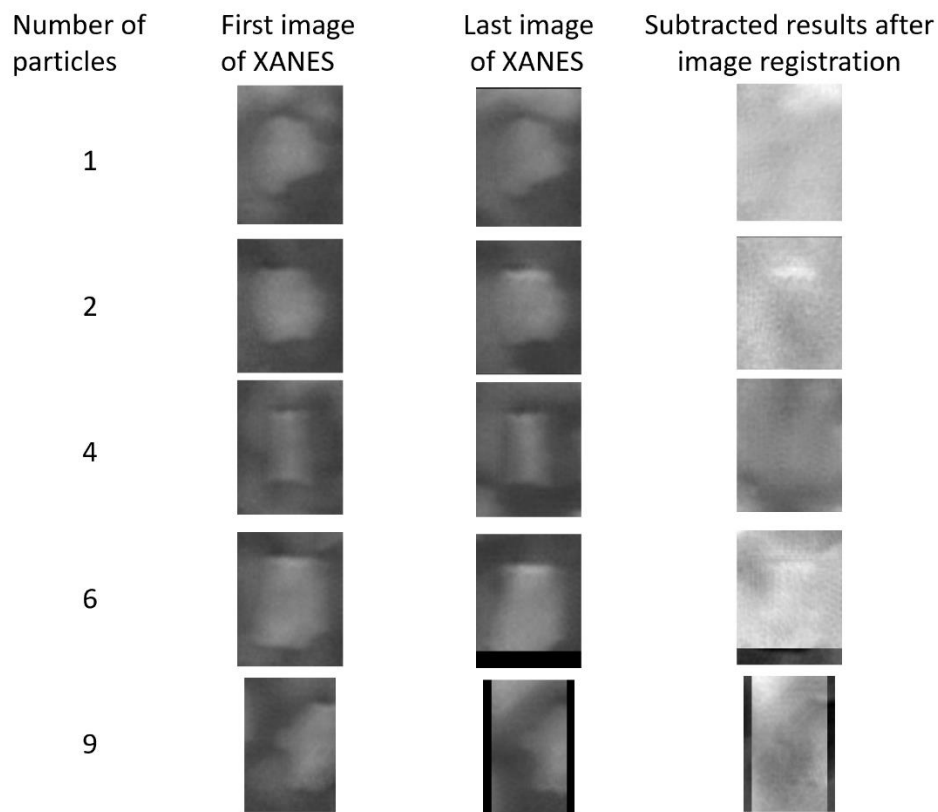 Number of particles
First image of XANES
Last image of XANES
Subtracted results after image registration
1
2
4
6
9